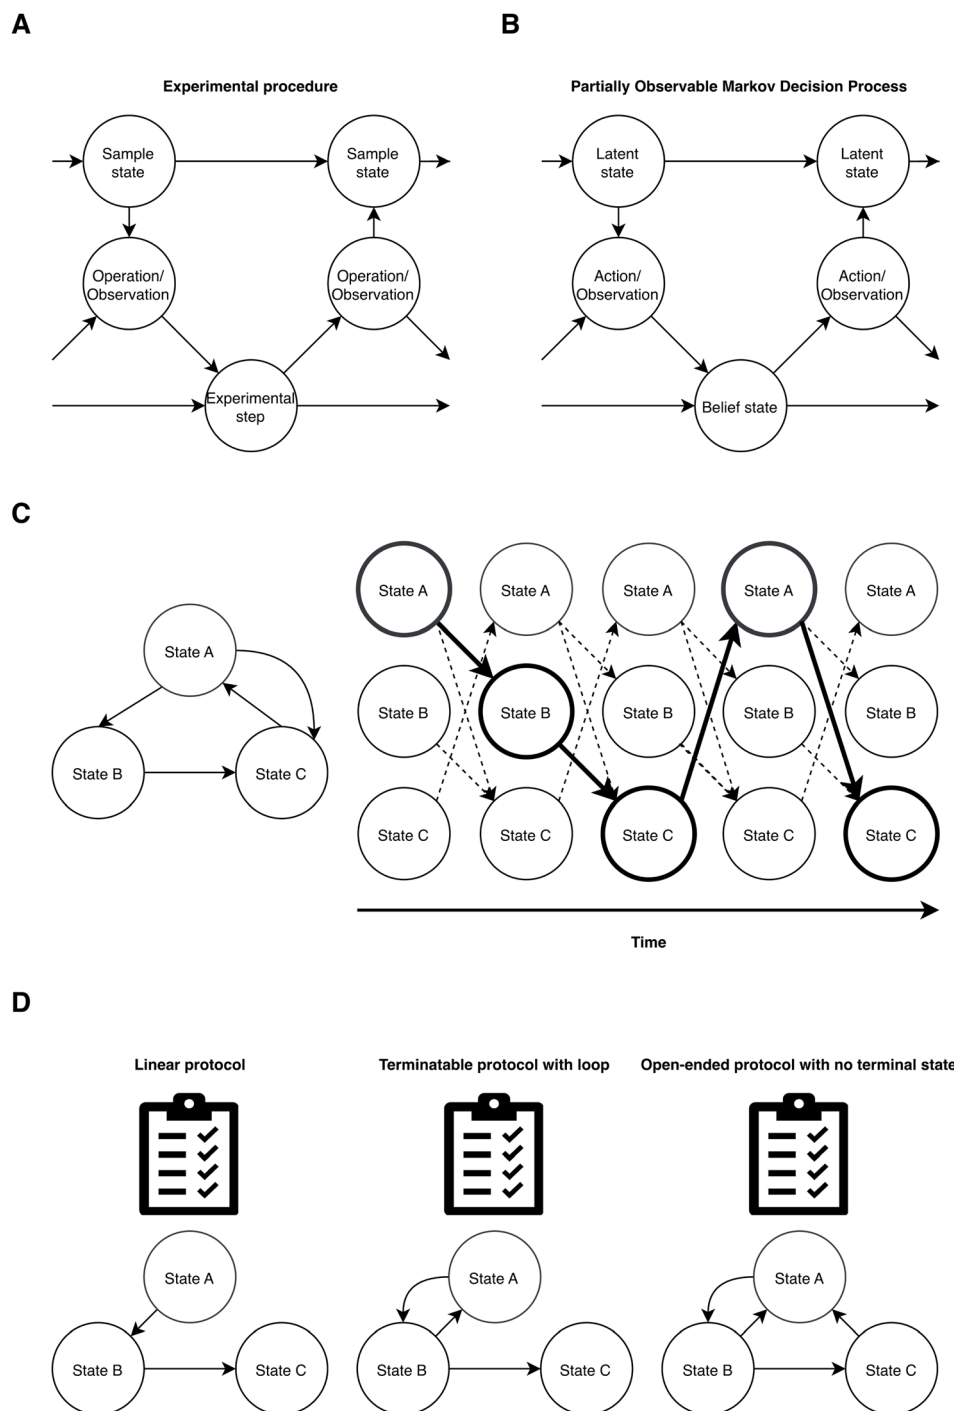 A
B
Experimental procedure
Partially Observable Markov Decision Process
Sample
state
Sample
state
Latent
state
Latent
state
Operation/
Observation
Operation/
Observation
Action/
Observation
Action/
Observation
Experimental
step
Belief state
C
State A
State B
State C
State A
State A
State A
State A
State A
State B
State B
State B
State B
State B
State C
State C
State C
State C
State C
Time
D
Linear protocol
Terminatable protocol with loop
Open-ended protocol with no terminal state
State A
State A
State A
State B
State C
State B
State C
State B
State C